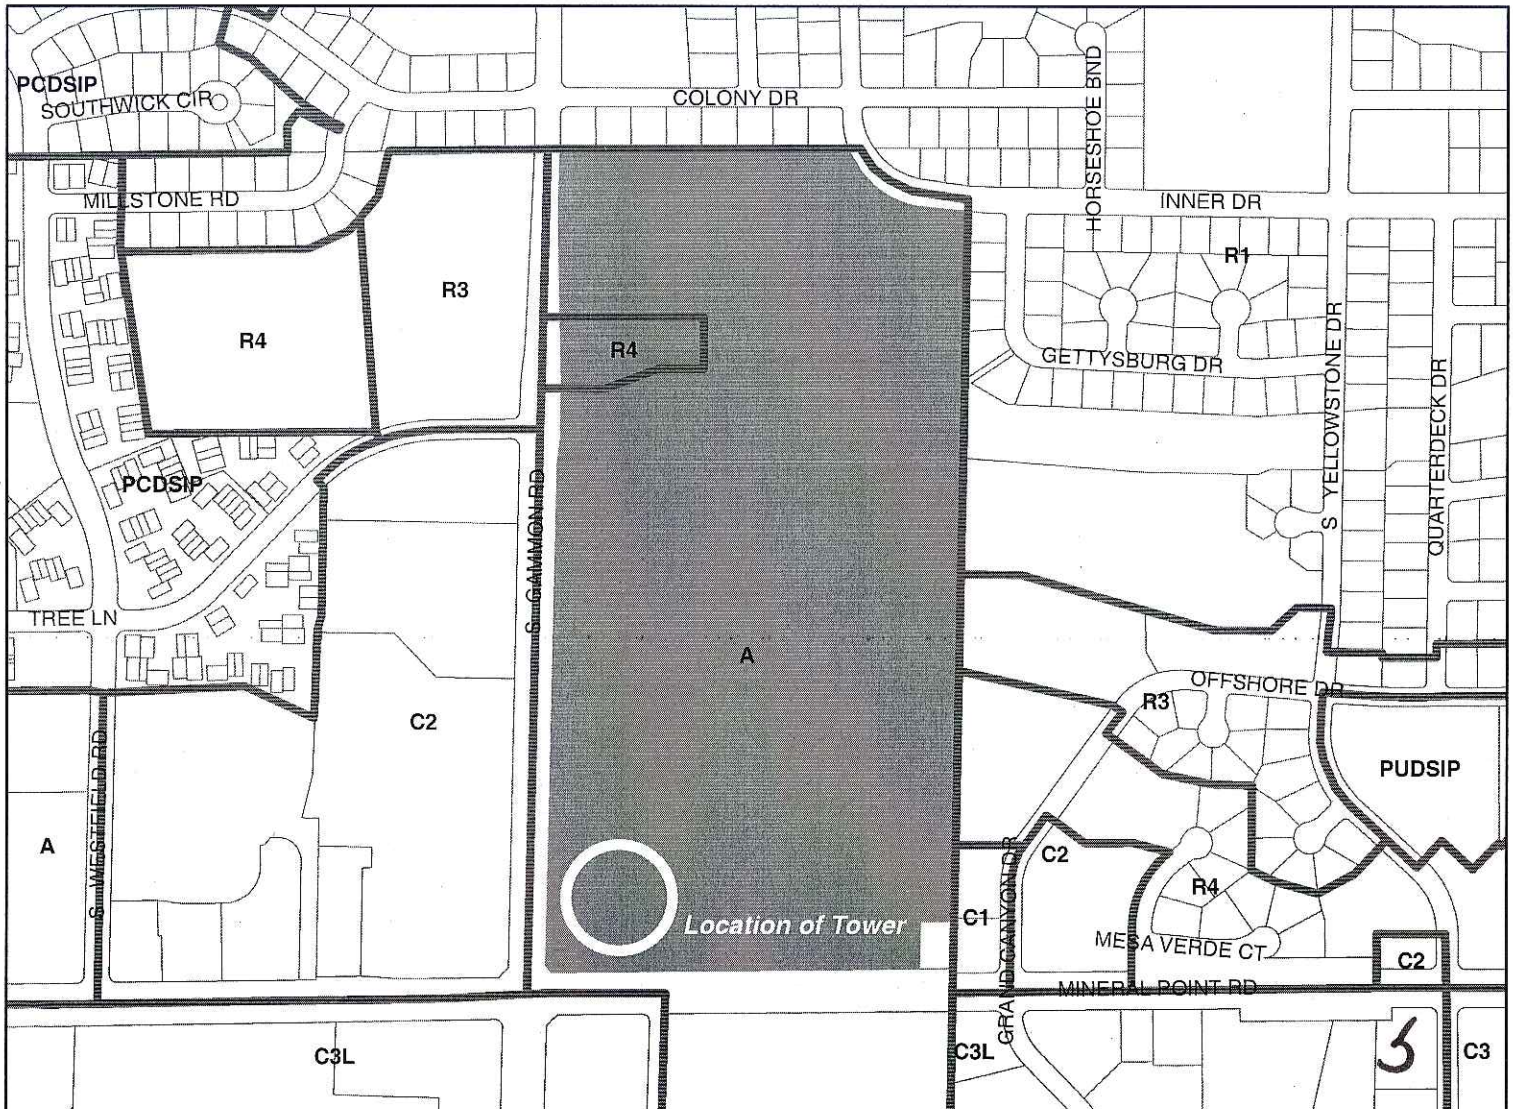 PCDSIP
SOUTHWICK CIR
COLONY DR
HORSESHOE BND
MILLSTONE RD
INNER DR
R1
R3
R4
R4
GETTYSBURG DR
S YELLOWSTONE DR
QUARTERDECK DR
PCDSIP
S GAMMON RD
TREE LN
A
OFFSHORE DR
R3
C2
PUDSIP
S WESTFIELD RD
A
C2
GRAND CANYON DR
R4
C1
Location of Tower
MESA VERDE CT
C2
MINERAL POINT RD
C3L
C3L
5
C3